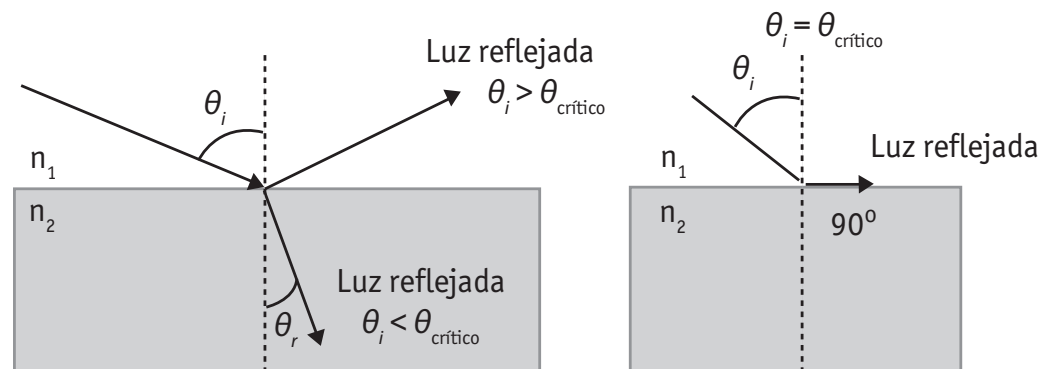 Luz reflejada
θi > θcrítico
θi
n1
n2
Luz reflejada
θi < θcrítico
θr
θi = θcrítico
θi
Luz reflejada
n1
n2
90º